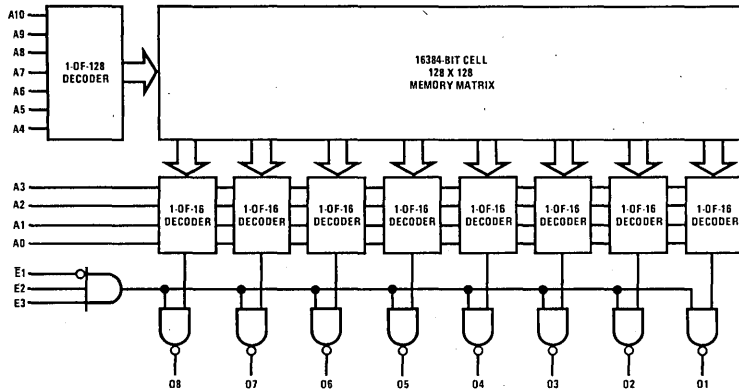 A10
A9
A8
A7
A6
A5
A4
1-OF-128
DECODER
16384-BIT CELL
128 X 128
MEMORY MATRIX
A3
A2
A1
A0
1-OF-16
DECODER
1-OF-16
DECODER
1-OF-16
DECODER
1-OF-16
DECODER
1-OF-16
DECODER
1-OF-16
DECODER
1-OF-16
DECODER
1-OF-16
DECODER
E̅1
E2
E3
O8 O7 O6 O5 O4 O3 O2 O1